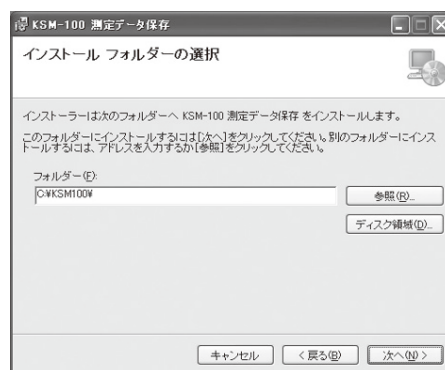 KSM-100 測定データ保存
インストール フォルダーの選択
インストーラーは次のフォルダーへ KSM-100 測定データ保存 をインストールします。
このフォルダーにインストールするには[次へ]をクリックしてください。別のフォルダーにインス
トールするには、アドレスを入力するか[参照]をクリックしてください。
フォルダー(F):
C:¥KSM100¥
参照(R)...
ディスク領域(D)...
キャンセル
< 戻る(B)
次へ(N) >